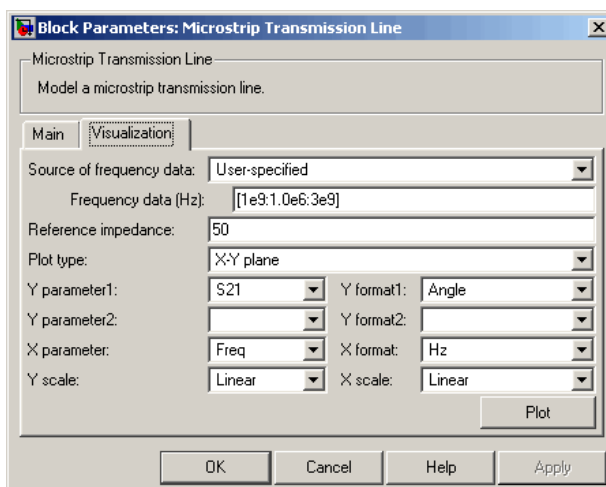 Block Parameters: Microstrip Transmission Line
Microstrip Transmission Line
Model a microstrip transmission line.
Main Visualization
Source of frequency data: User-specified
Frequency data (Hz): [1e9:1.0e6:3e9]
Reference impedance: 50
Plot type: X-Y plane
Y parameter1: S21 Y format1: Angle
Y parameter2: Y format2:
X parameter: Freq X format: Hz
Y scale: Linear X scale: Linear
Plot
OK Cancel Help Apply